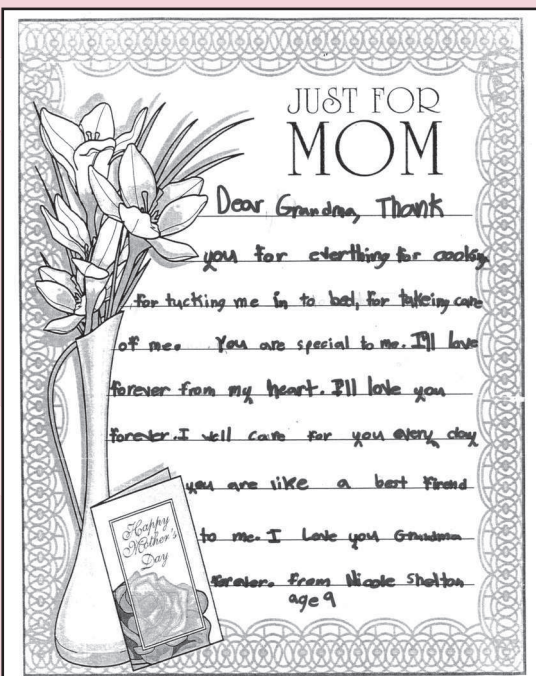 JUST FOR
MOM
Dear Grandma, Thank
you for everthing for cooking
for tucking me in to bed, for takeing care
of me. You are special to me. I'll love
forever from my heart. I'll love you
forever. I will care for you every day
you are like a best firend
to me. I Love you Grandma
forever. from Nicole Shelton
age 9
Happy
Mother's
Day